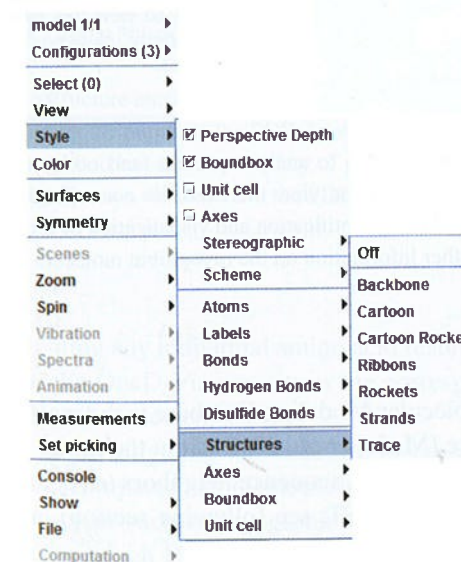 model 1/1
Configurations (3)
Select (0)
View
Style
Color
Surfaces
Symmetry
Scenes
Zoom
Spin
Vibration
Spectra
Animation
Measurements
Set picking
Console
Show
File
Computation
Perspective Depth
Boundbox
Unit cell
Axes
Stereographic
Scheme
Atoms
Labels
Bonds
Hydrogen Bonds
Disulfide Bonds
Structures
Axes
Boundbox
Unit cell
Off
Backbone
Cartoon
Cartoon Rocke
Ribbons
Rockets
Strands
Trace